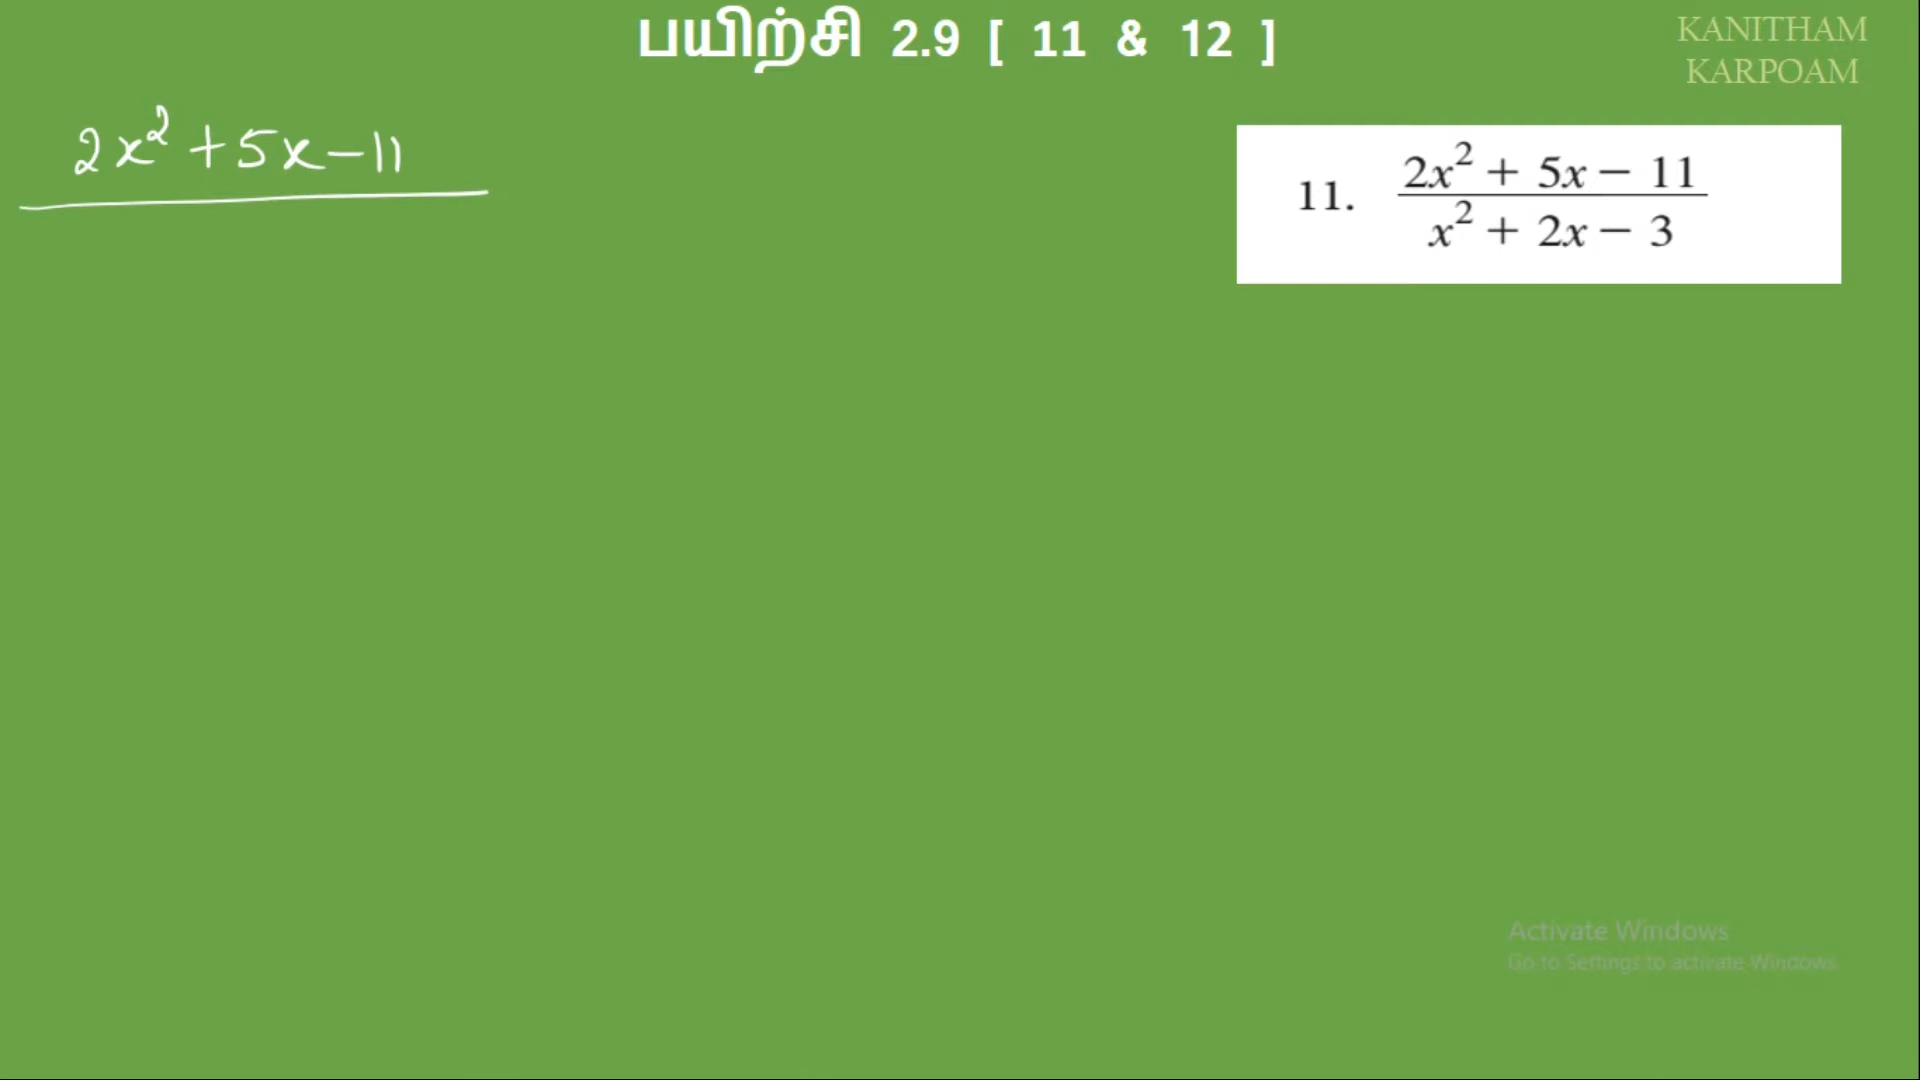 பயிற்சி 2.9 [ 11 & 12 ]
KANITHAM
KARPOAM
2x² + 5x - 11
11. 2x² + 5x − 11
x² + 2x − 3
Activate Windows
Go to Settings to activate Windows.